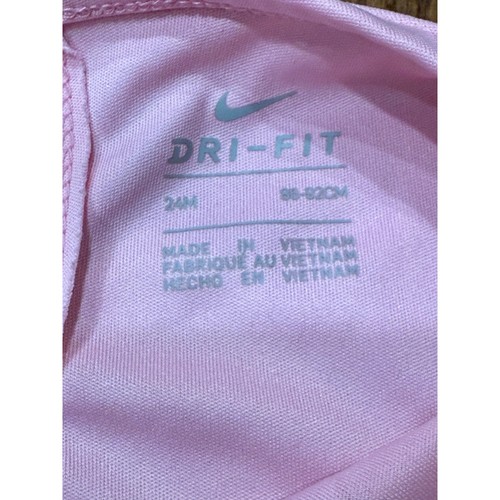 DRI-FIT
24M 86-92CM
MADE IN VIETNAM
FABRIQUÉ AU VIETNAM
HECHO EN VIETNAM